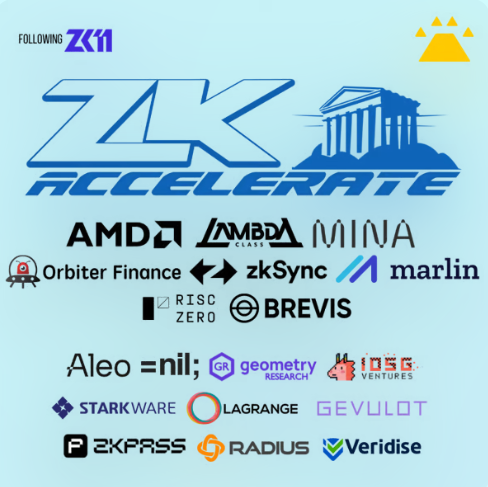 FOLLOWING ZK11
ZK
ACCELERATE
AMD LAMBDA CLASS MINA
Orbiter Finance zkSync marlin
RISC ZERO BREVIS
Aleo =nil; GR geometry RESEARCH IOSG VENTURES
STARKWARE LAGRANGE GEVULOT
P ZKPASS RADIUS Veridise